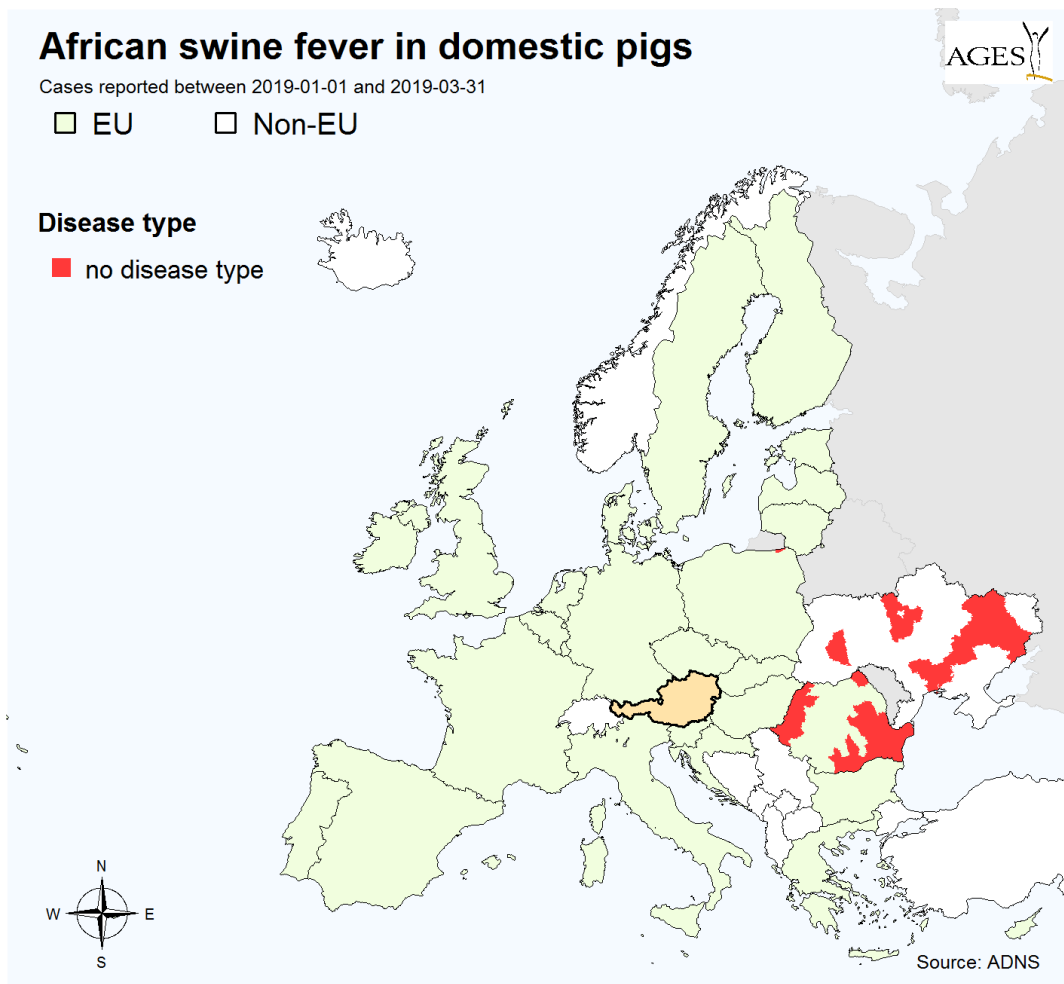 African swine fever in domestic pigs
AGES
Cases reported between 2019-01-01 and 2019-03-31
EU Non-EU
Disease type
no disease type
N
W E
S
Source: ADNS